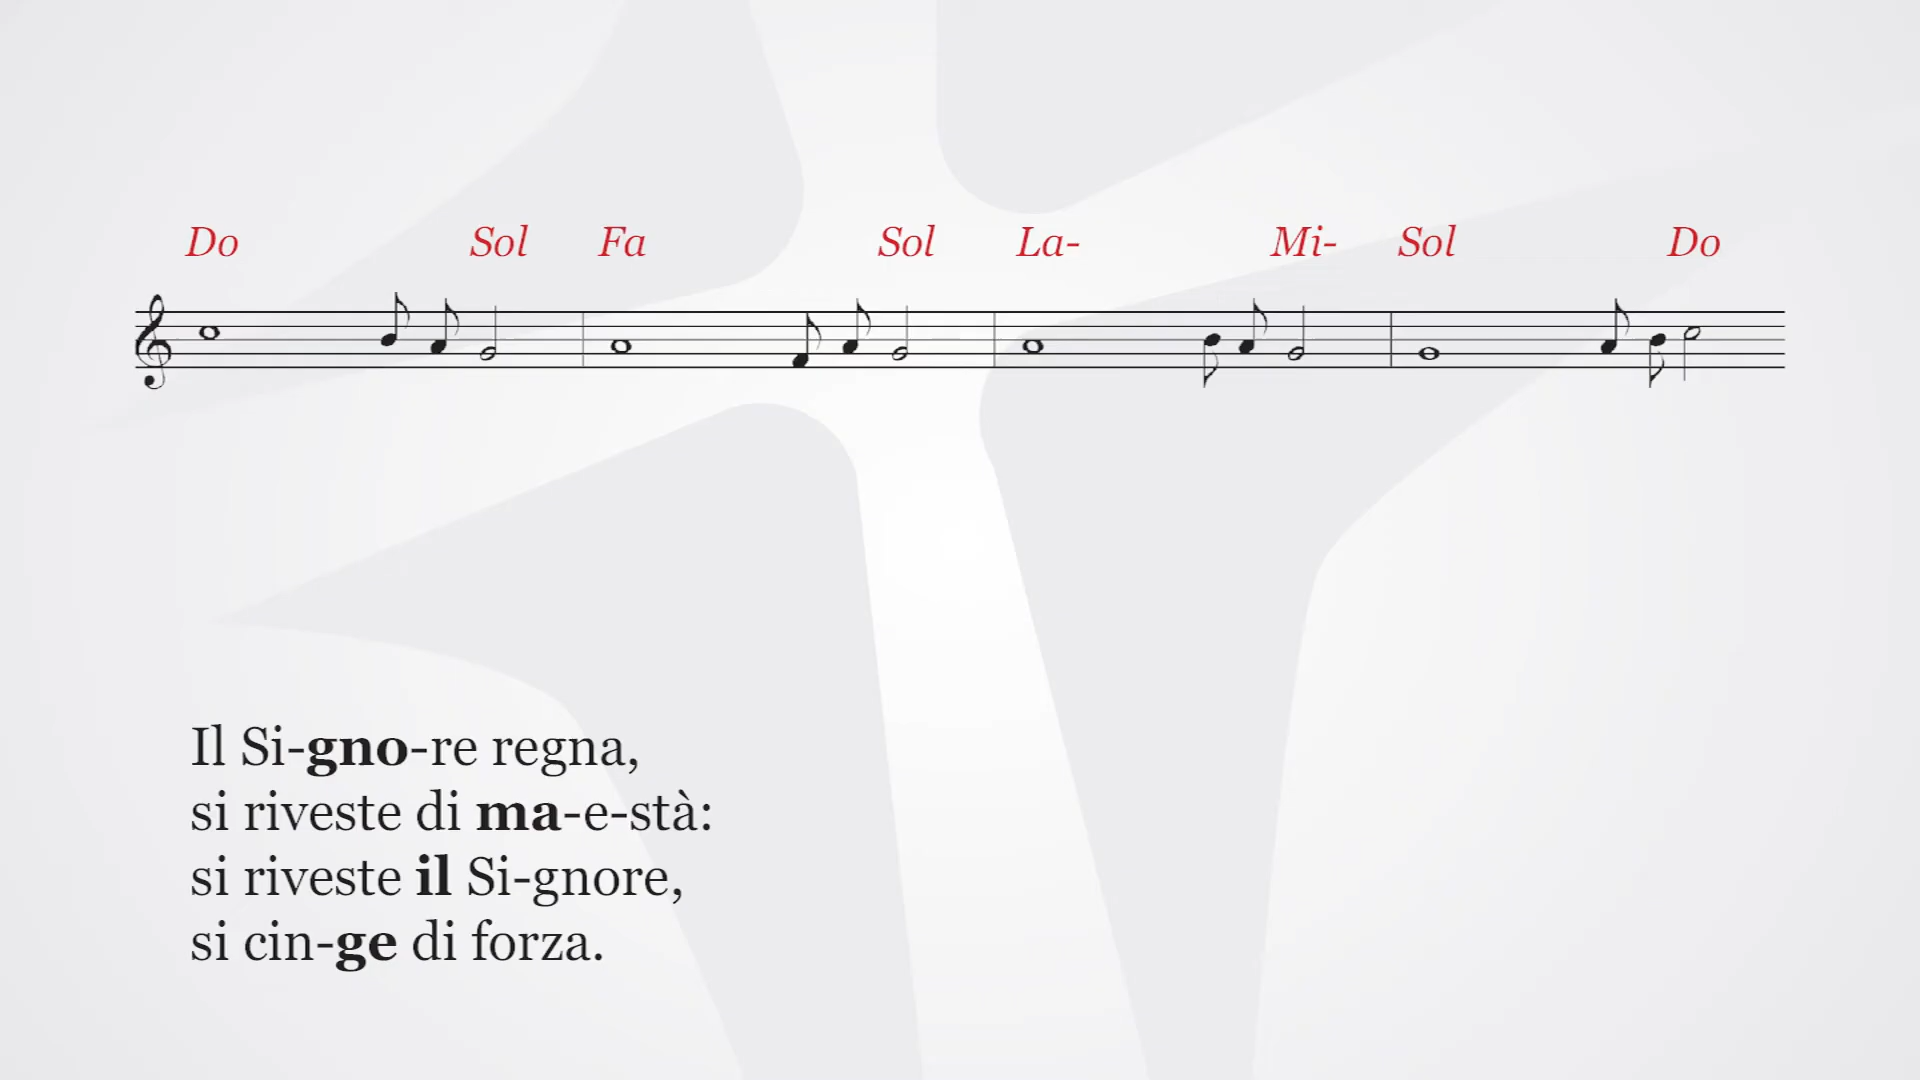 Do Sol Fa Sol La- Mi- Sol Do
Il Si-gno-re regna,
si riveste di ma-e-stà:
si riveste il Si-gnore,
si cin-ge di forza.